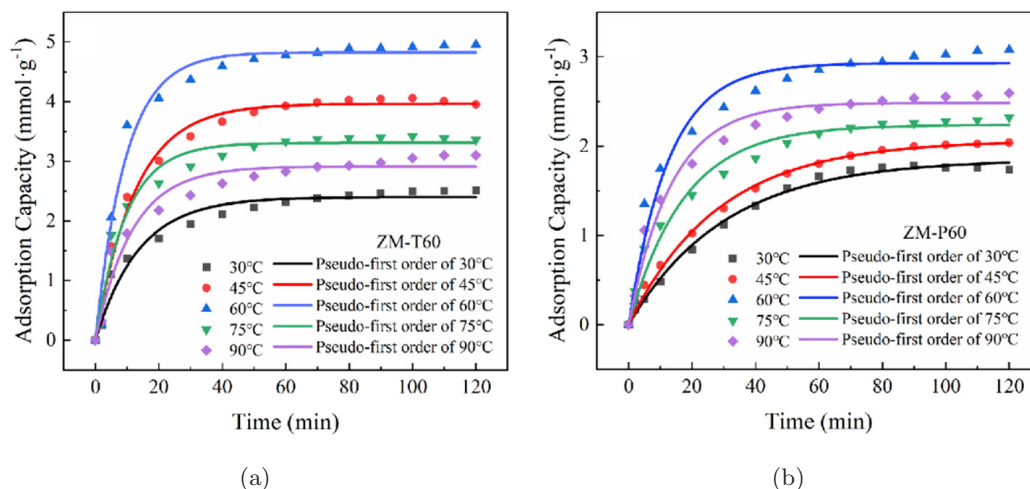 Adsorption Capacity (mmol·g⁻¹)
5
4
3
2
1
0
ZM-T60
30℃ Pseudo-first order of 30℃
45℃ Pseudo-first order of 45℃
60℃ Pseudo-first order of 60℃
75℃ Pseudo-first order of 75℃
90℃ Pseudo-first order of 90℃
0 20 40 60 80 100 120
Time (min)
(a)
Adsorption Capacity (mmol·g⁻¹)
3
2
1
0
ZM-P60
30℃ Pseudo-first order of 30℃
45℃ Pseudo-first order of 45℃
60℃ Pseudo-first order of 60℃
75℃ Pseudo-first order of 75℃
90℃ Pseudo-first order of 90℃
0 20 40 60 80 100 120
Time (min)
(b)